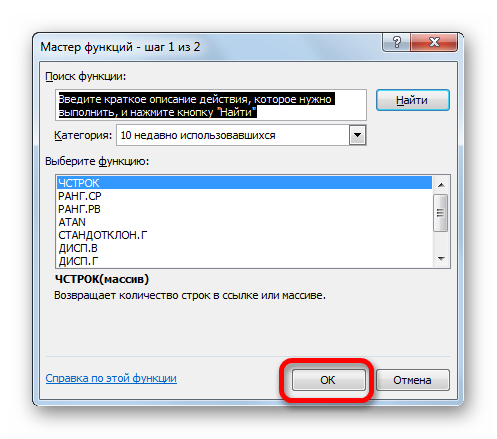 Мастер функций - шаг 1 из 2
Поиск функции:
Введите краткое описание действия, которое нужно
выполнить, и нажмите кнопку "Найти"
Найти
Категория:
10 недавно использовавшихся
Выберите функцию:
ЧСТРОК
РАНГ.СР
РАНГ.РВ
ATAN
СТАНДОТКЛОН.Г
ДИСП.В
ДИСП.Г
ЧСТРОК(массив)
Возвращает количество строк в ссылке или массиве.
Справка по этой функции
ОК
Отмена